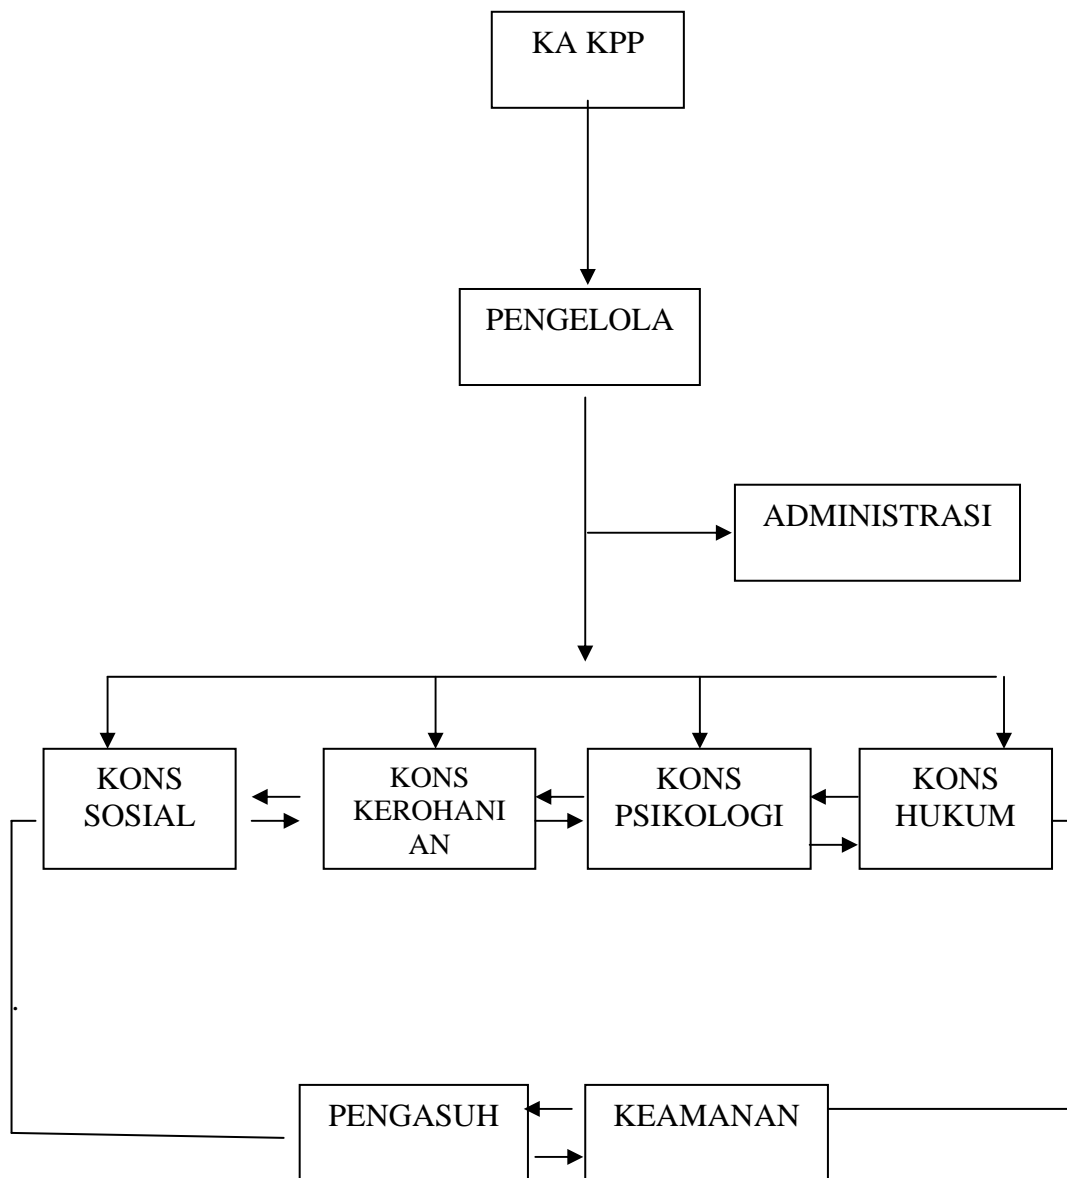 KA KPP
PENGELOLA
ADMINISTRASI
KONS
SOSIAL
KONS
KEROHANI
AN
KONS
PSIKOLOGI
KONS
HUKUM
.
PENGASUH
KEAMANAN